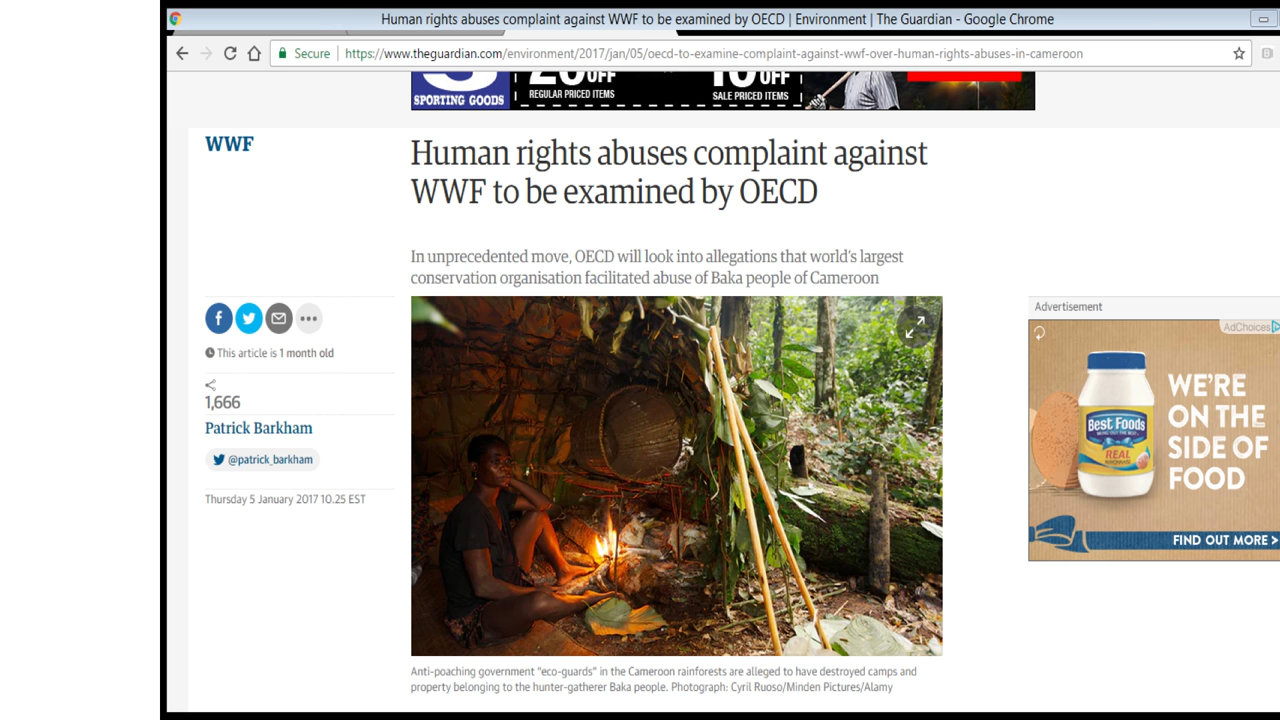 Human rights abuses complaint against WWF to be examined by OECD | Environment | The Guardian - Google Chrome
Secure https://www.theguardian.com/environment/2017/jan/05/oecd-to-examine-complaint-against-wwf-over-human-rights-abuses-in-cameroon
OFF OFF
SPORTING GOODS REGULAR PRICED ITEMS SALE PRICED ITEMS
WWF
Human rights abuses complaint against
WWF to be examined by OECD
In unprecedented move, OECD will look into allegations that world's largest
conservation organisation facilitated abuse of Baka people of Cameroon
This article is 1 month old
1,666
Patrick Barkham
@patrick_barkham
Thursday 5 January 2017 10.25 EST
Advertisement
AdChoices
WE'RE
ON THE
SIDE OF
FOOD
Best Foods
REAL
FIND OUT MORE >
Anti-poaching government "eco-guards" in the Cameroon rainforests are alleged to have destroyed camps and
property belonging to the hunter-gatherer Baka people. Photograph: Cyril Ruoso/Minden Pictures/Alamy